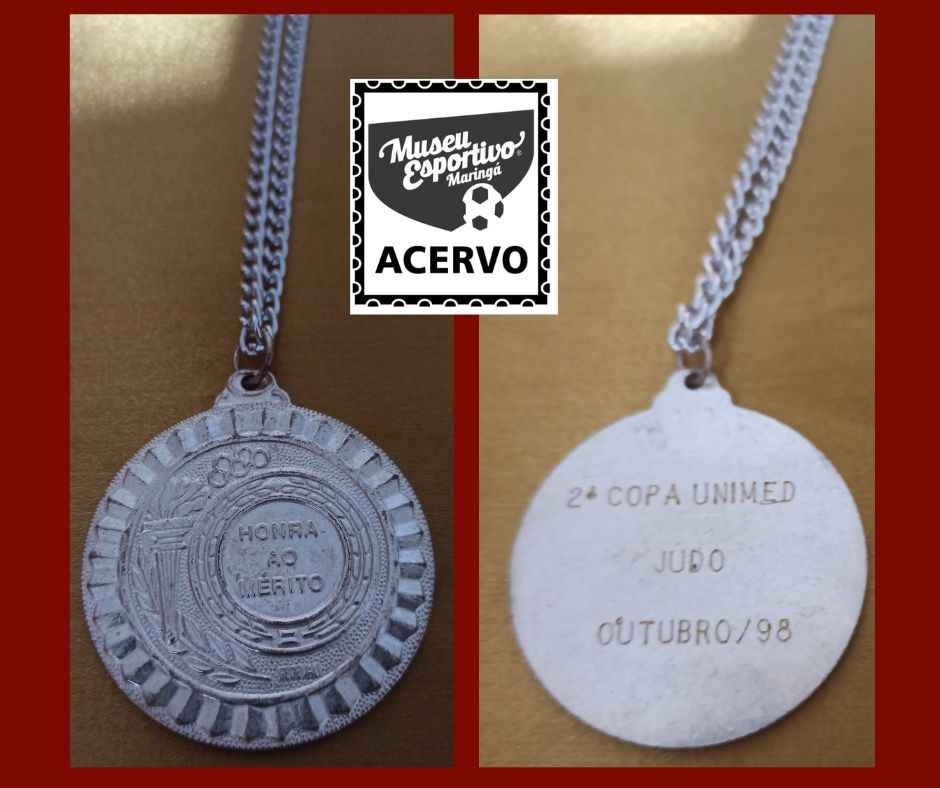 Museu
Esportivo®
Maringá
ACERVO
HONRA
AO
MÉRITO
2ª COPA UNIMED
JUDO
OUTUBRO/98